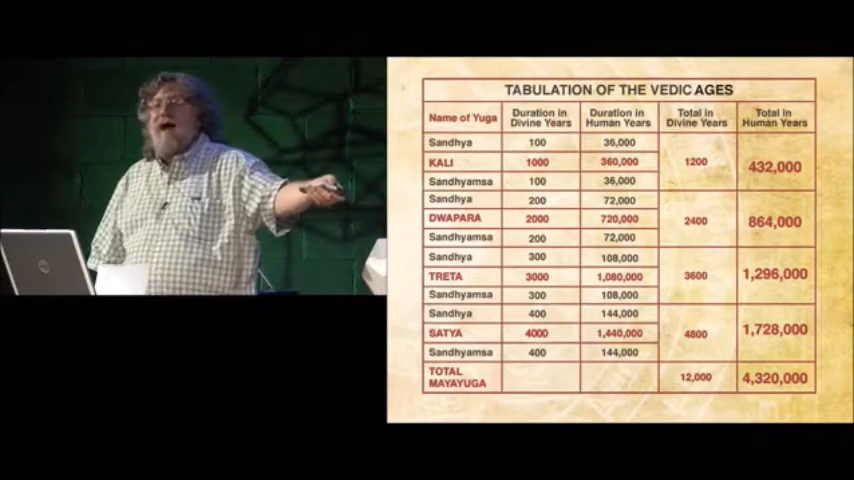 TABULATION OF THE VEDIC AGES
Name of Yuga Duration in Divine Years Duration in Human Years Total in Divine Years Total in Human Years
Sandhya 100 36,000
KALI 1000 360,000 1200 432,000
Sandhyamsa 100 36,000
Sandhya 200 72,000
DWAPARA 2000 720,000 2400 864,000
Sandhyamsa 200 72,000
Sandhya 300 108,000
TRETA 3000 1,080,000 3600 1,296,000
Sandhyamsa 300 108,000
Sandhya 400 144,000
SATYA 4000 1,440,000 4800 1,728,000
Sandhyamsa 400 144,000
TOTAL MAYAYUGA 12,000 4,320,000